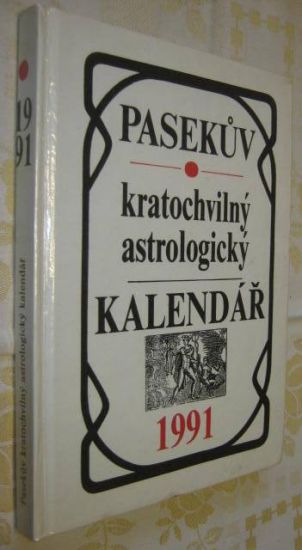 PASEKŮV
kratochvilný
astrologický
KALENDÁŘ
1991
19
91
Pasekův kratochvilný astrologický kalendář